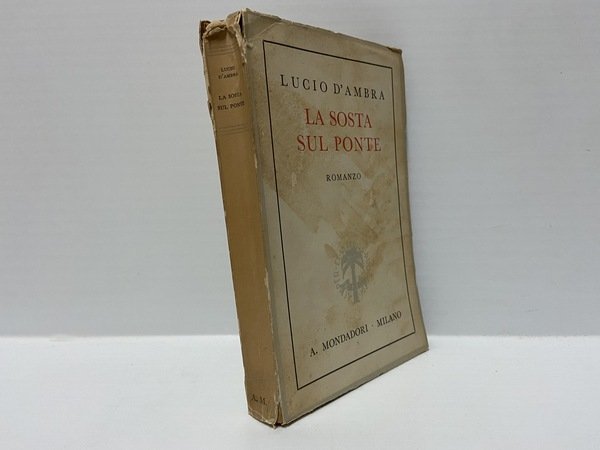 LUCIO
D'AMBRA
LA SOSTA
SUL PONTE
A. M.
LUCIO D'AMBRA
LA SOSTA
SUL PONTE
ROMANZO
A. MONDADORI · MILANO